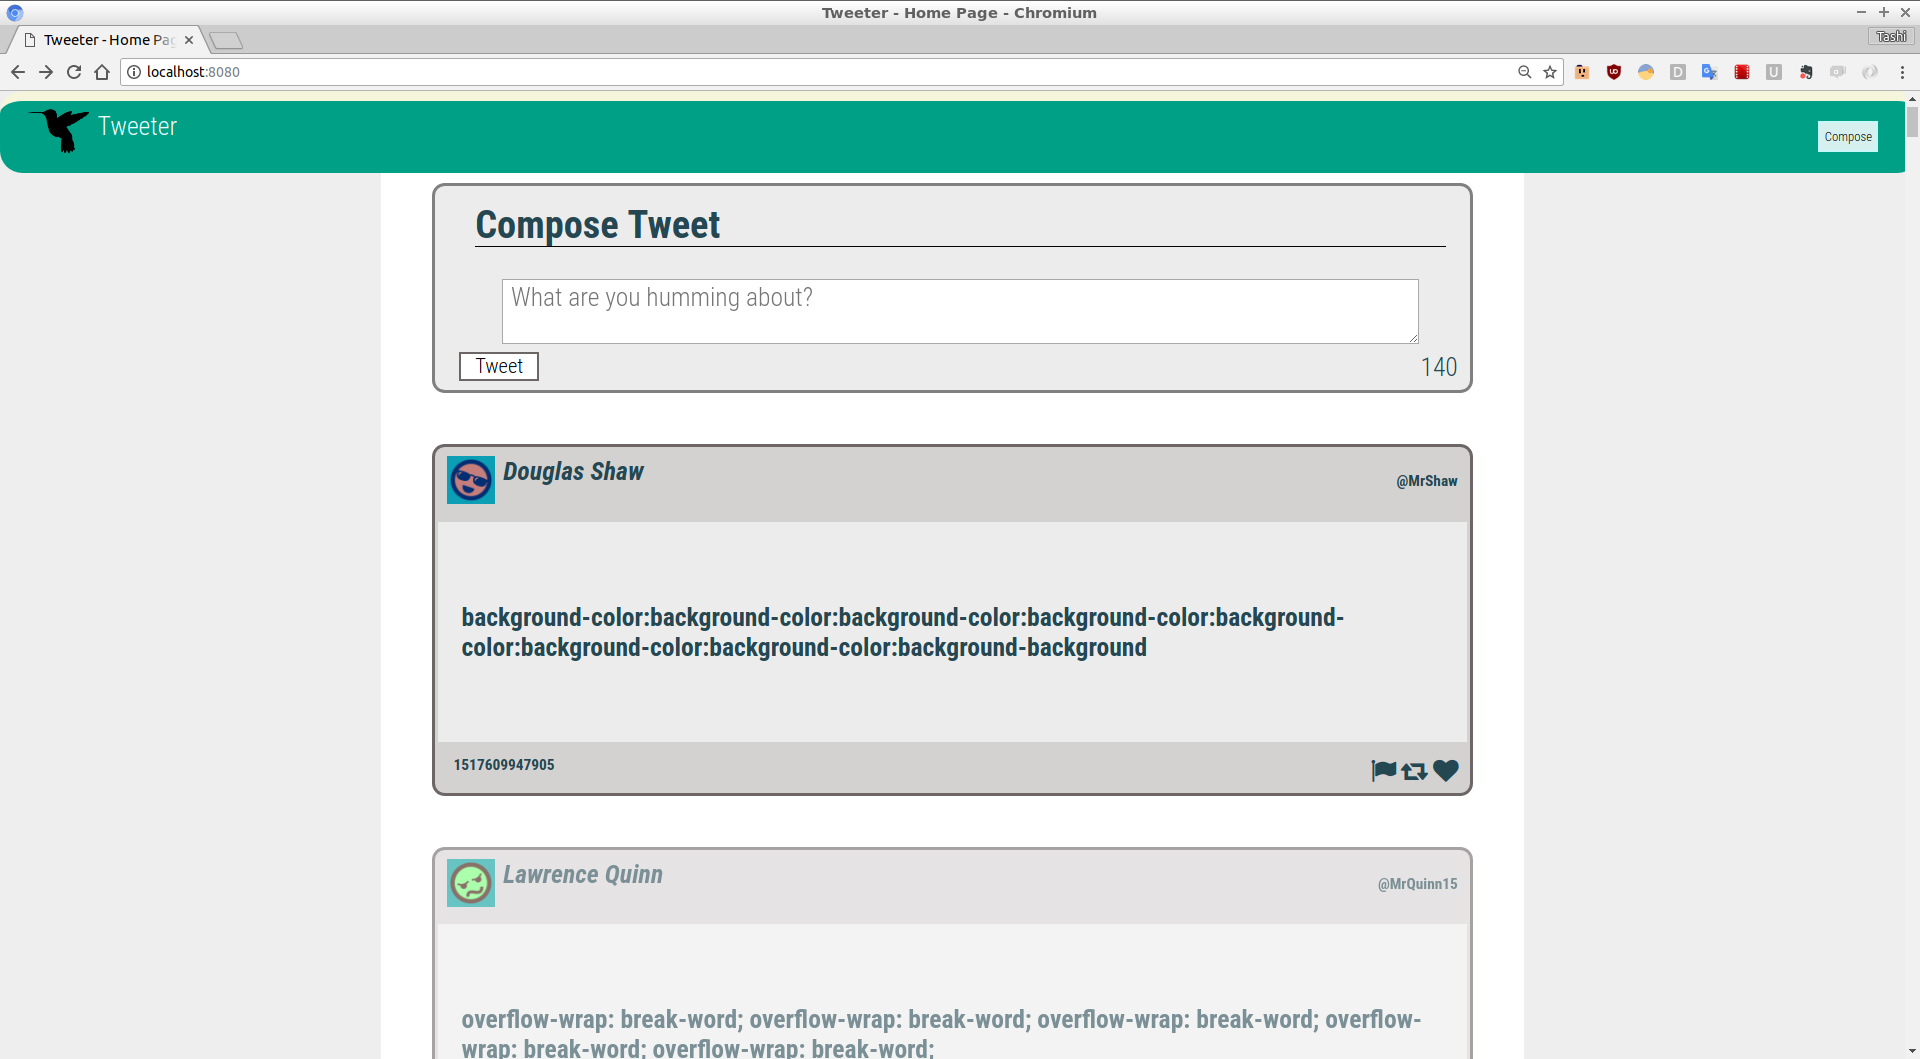 Tweeter - Home Page - Chromium
Tweeter - Home Pa
Tashi
localhost:8080
Tweeter
Compose
Compose Tweet
What are you humming about?
Tweet
140
Douglas Shaw
@MrShaw
background-color:background-color:background-color:background-color:background-
color:background-color:background-color:background-background
1517609947905
Lawrence Quinn
@MrQuinn15
overflow-wrap: break-word; overflow-wrap: break-word; overflow-wrap: break-word; overflow-
wrap: break-word; overflow-wrap: break-word;